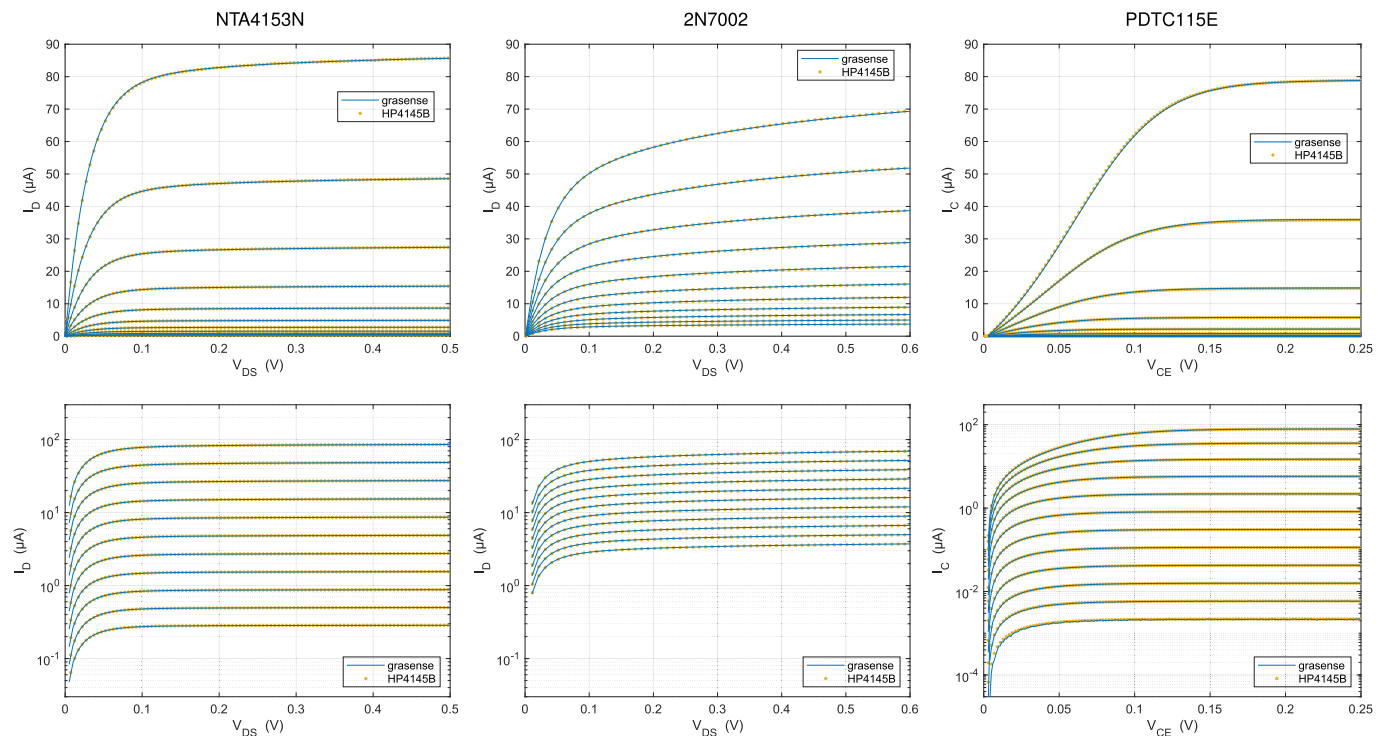 NTA4153N
90
80
70
60
50
40
30
20
10
0
I_D (µA)
0
0.1
0.2
0.3
0.4
0.5
V_DS (V)
grasense
HP4145B
2N7002
90
80
70
60
50
40
30
20
10
0
I_D (µA)
0
0.1
0.2
0.3
0.4
0.5
0.6
V_DS (V)
grasense
HP4145B
PDTC115E
90
80
70
60
50
40
30
20
10
0
I_C (µA)
0
0.05
0.1
0.15
0.2
0.25
V_CE (V)
grasense
HP4145B
10^2
10^1
10^0
10^-1
I_D (µA)
0
0.1
0.2
0.3
0.4
0.5
V_DS (V)
grasense
HP4145B
10^2
10^1
10^0
10^-1
I_D (µA)
0
0.1
0.2
0.3
0.4
0.5
0.6
V_DS (V)
grasense
HP4145B
10^2
10^0
10^-2
10^-4
I_C (µA)
0
0.05
0.1
0.15
0.2
0.25
V_CE (V)
grasense
HP4145B